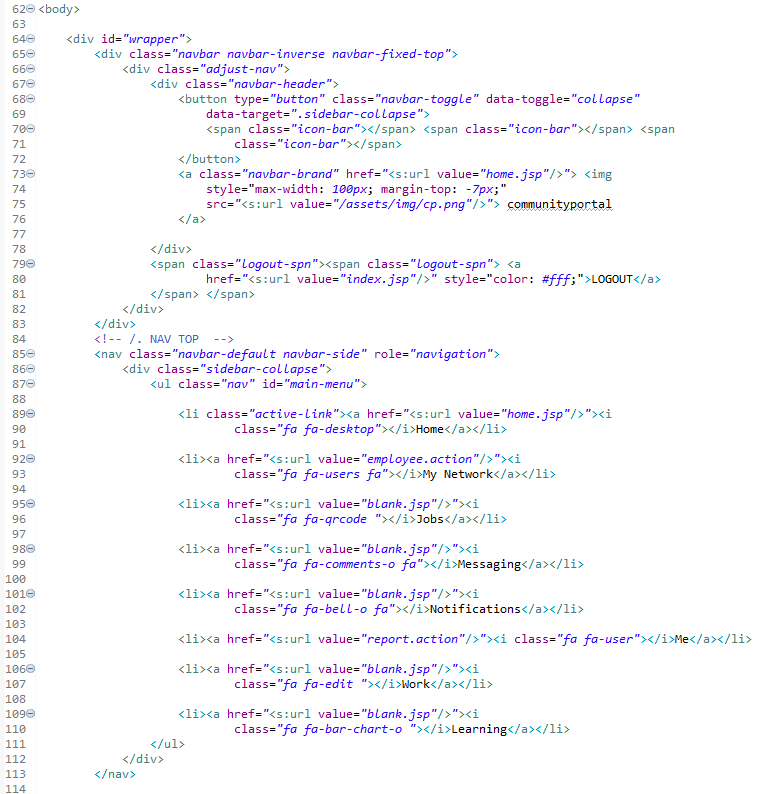 62 <body>
63
64 <div id="wrapper">
65 <div class="navbar navbar-inverse navbar-fixed-top">
66 <div class="adjust-nav">
67 <div class="navbar-header">
68 <button type="button" class="navbar-toggle" data-toggle="collapse"
69 data-target=".sidebar-collapse">
70 <span class="icon-bar"></span> <span class="icon-bar"></span> <span
71 class="icon-bar"></span>
72 </button>
73 <a class="navbar-brand" href="<s:url value="home.jsp"/>"> <img
74 style="max-width: 100px; margin-top: -7px;"
75 src="<s:url value="/assets/img/cp.png"/>"> communityportal
76 </a>
77
78 </div>
79 <span class="logout-spn"><span class="logout-spn"> <a
80 href="<s:url value="index.jsp"/>" style="color: #fff;">LOGOUT</a>
81 </span> </span>
82 </div>
83 </div>
84 <!-- /. NAV TOP  -->
85 <nav class="navbar-default navbar-side" role="navigation">
86 <div class="sidebar-collapse">
87 <ul class="nav" id="main-menu">
88
89 <li class="active-link"><a href="<s:url value="home.jsp"/>"><i
90 class="fa fa-desktop"></i>Home</a></li>
91
92 <li><a href="<s:url value="employee.action"/>"><i
93 class="fa fa-users fa"></i>My Network</a></li>
94
95 <li><a href="<s:url value="blank.jsp"/>"><i
96 class="fa fa-qrcode "></i>Jobs</a></li>
97
98 <li><a href="<s:url value="blank.jsp"/>"><i
99 class="fa fa-comments-o fa"></i>Messaging</a></li>
100
101 <li><a href="<s:url value="blank.jsp"/>"><i
102 class="fa fa-bell-o fa"></i>Notifications</a></li>
103
104 <li><a href="<s:url value="report.action"/>"><i class="fa fa-user"></i>Me</a></li>
105
106 <li><a href="<s:url value="blank.jsp"/>"><i
107 class="fa fa-edit "></i>Work</a></li>
108
109 <li><a href="<s:url value="blank.jsp"/>"><i
110 class="fa fa-bar-chart-o "></i>Learning</a></li>
111 </ul>
112 </div>
113 </nav>
114